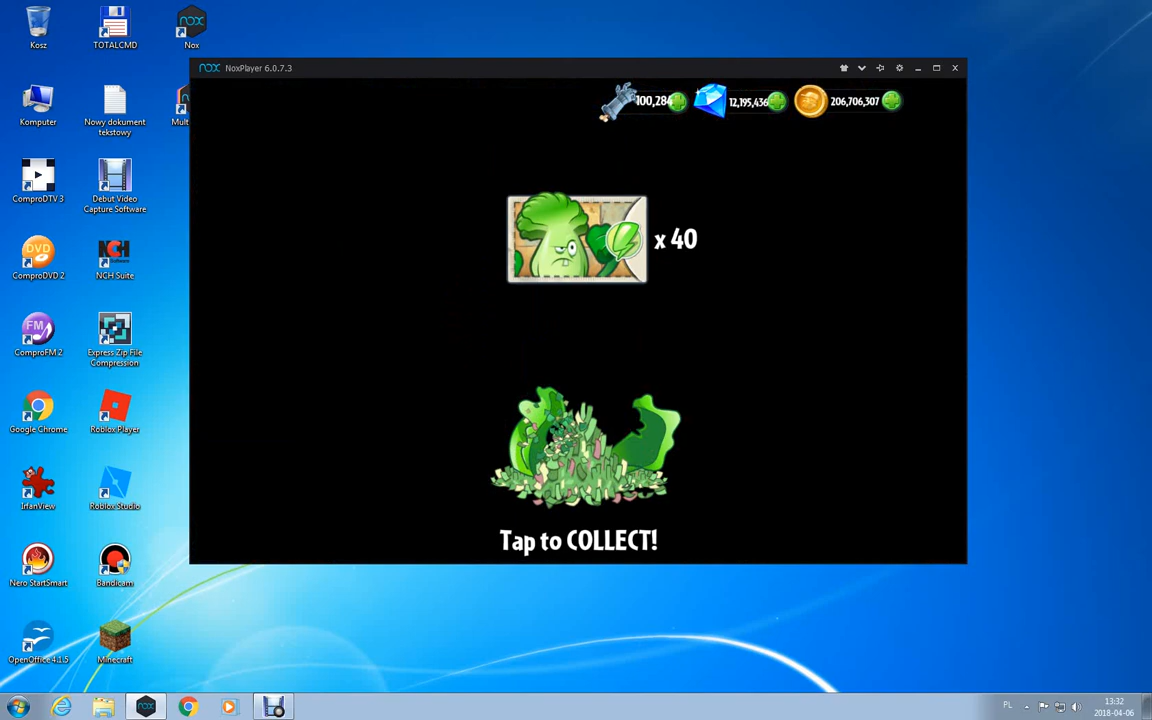 Kosz
TOTALCMD
Nox
Komputer
Nowy dokument
tekstowy
Mult
ComproDTV 3
Debut Video
Capture Software
ComproDVD 2
NCH Suite
ComproFM 2
Express Zip File
Compression
Google Chrome
Roblox Player
IrfanView
Roblox Studio
Nero StartSmart
Bandicam
OpenOffice 4.1.5
Minecraft
nox NoxPlayer 6.0.7.3
100,284
12,195,436
206,706,307
x 40
Tap to COLLECT!
PL
13:32
2018-04-06